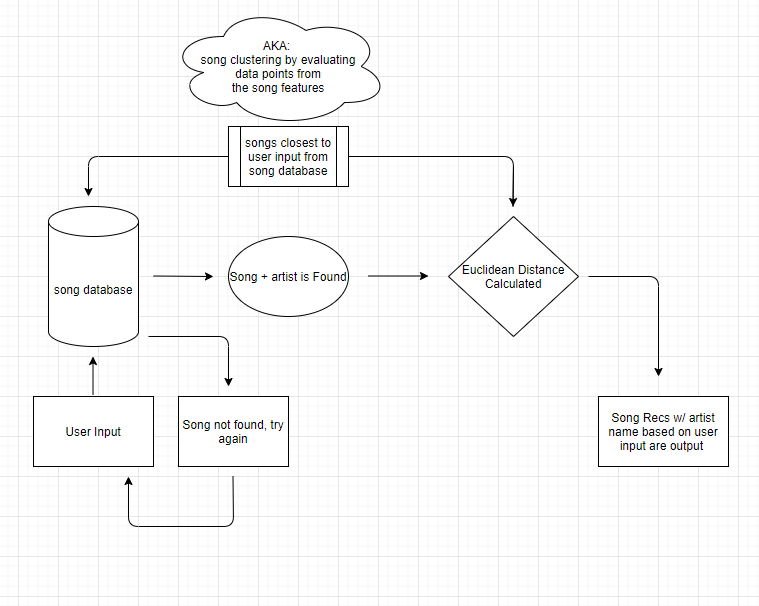 AKA:
song clustering by evaluating
data points from
the song features
songs closest to
user input from
song database
song database
Song + artist is Found
Euclidean Distance
Calculated
User Input
Song not found, try
again
Song Recs w/ artist
name based on user
input are output